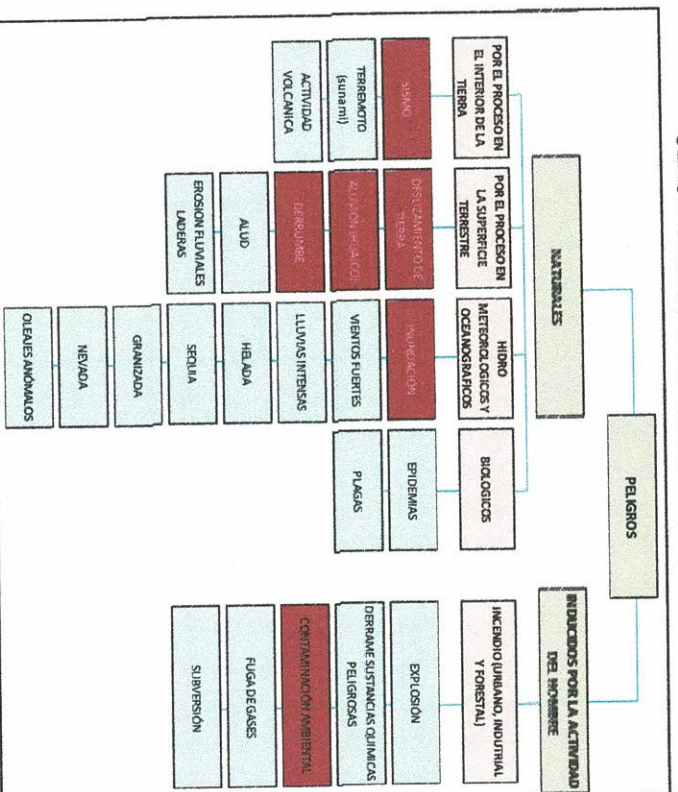 PELIGROS
NATURALES
INDUCIDOS POR LA ACTIVIDAD
DEL HOMBRE
POR EL PROCESO EN
EL INTERIOR DE LA
TIERRA
SISMO
TERREMOTO
(sunami)
ACTIVIDAD
VOLCANICA
POR EL PROCESO EN
LA SUPERFICIE
TERRESTRE
DESLIZAMIENTO DE
TIERRA
ALUVION (HUAICO)
DERRUMBE
ALUD
EROSION FLUVIALES
LADERAS
HIDRO
METEOROLOGICOS Y
OCEANOGRAFICOS
INUNDACIÓN
VIENTOS FUERTES
LLUVIAS INTENSAS
HELADA
SEQUIA
GRANIZADA
NEVADA
OLEAJES ANÓMALOS
BIOLOGICOS
EPIDEMIAS
PLAGAS
INCENDIO (URBANO, INDUTRIAL
Y FORESTAL)
EXPLOSIÓN
DERRAME SUSTANCIAS QUIMICAS
PELIGROSAS
CONTAMINACIÓN AMBIENTAL
FUGA DE GASES
SUBVERSIÓN